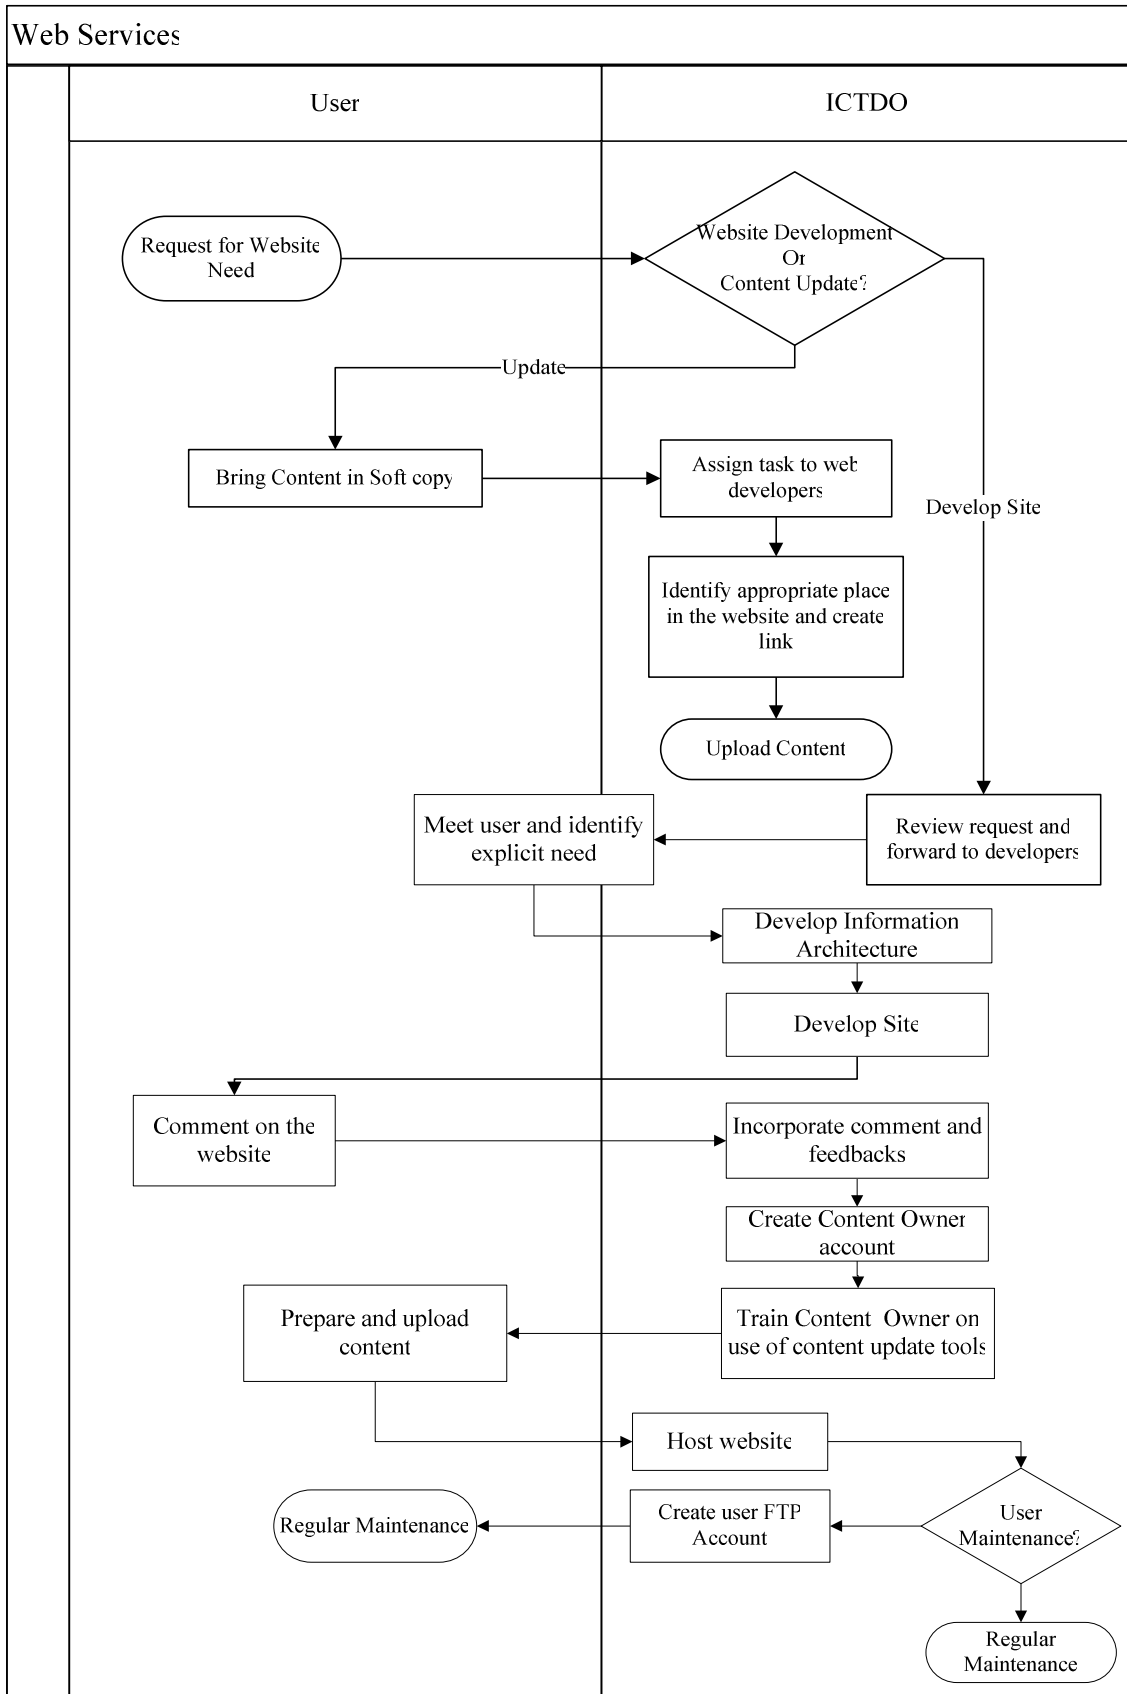 Web Services
User
ICTDO
Request for Website
Need
Website Development
Or
Content Update?
Update
Bring Content in Soft copy
Assign task to web
developers
Develop Site
Identify appropriate place
in the website and create
link
Upload Content
Meet user and identify
explicit need
Review request and
forward to developers
Develop Information
Architecture
Develop Site
Comment on the
website
Incorporate comment and
feedbacks
Create Content Owner
account
Prepare and upload
content
Train Content Owner on
use of content update tools
Host website
Regular Maintenance
Create user FTP
Account
User
Maintenance?
Regular
Maintenance